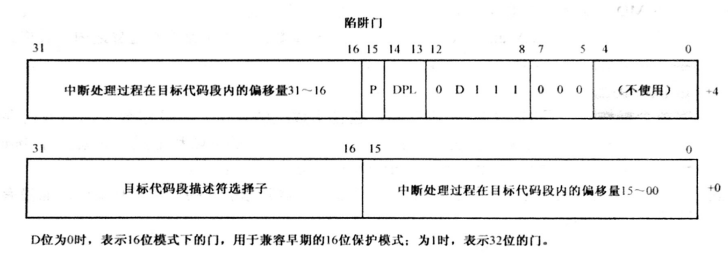 陷阱门
31 16 15 14 13 12 8 7 5 4 0
中断处理过程在目标代码段内的偏移量31~16 P DPL 0 D 1 1 1 0 0 0 (不使用) +4
31 16 15 0
目标代码段描述符选择子 中断处理过程在目标代码段内的偏移量15~00 +0
D位为0时，表示16位模式下的门，用于兼容早期的16位保护模式；为1时，表示32位的门。